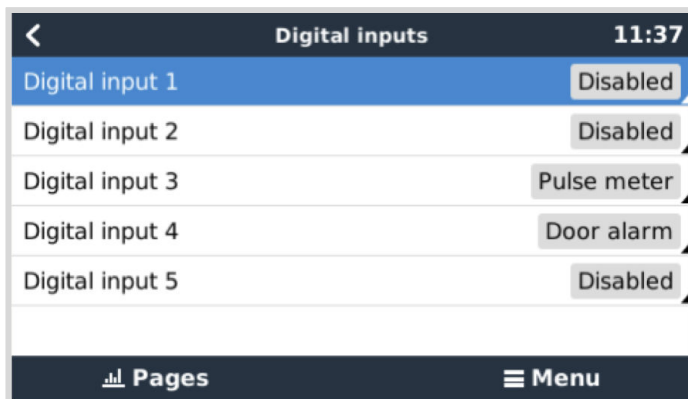 Digital inputs 11:37
Digital input 1 Disabled
Digital input 2 Disabled
Digital input 3 Pulse meter
Digital input 4 Door alarm
Digital input 5 Disabled
Pages Menu